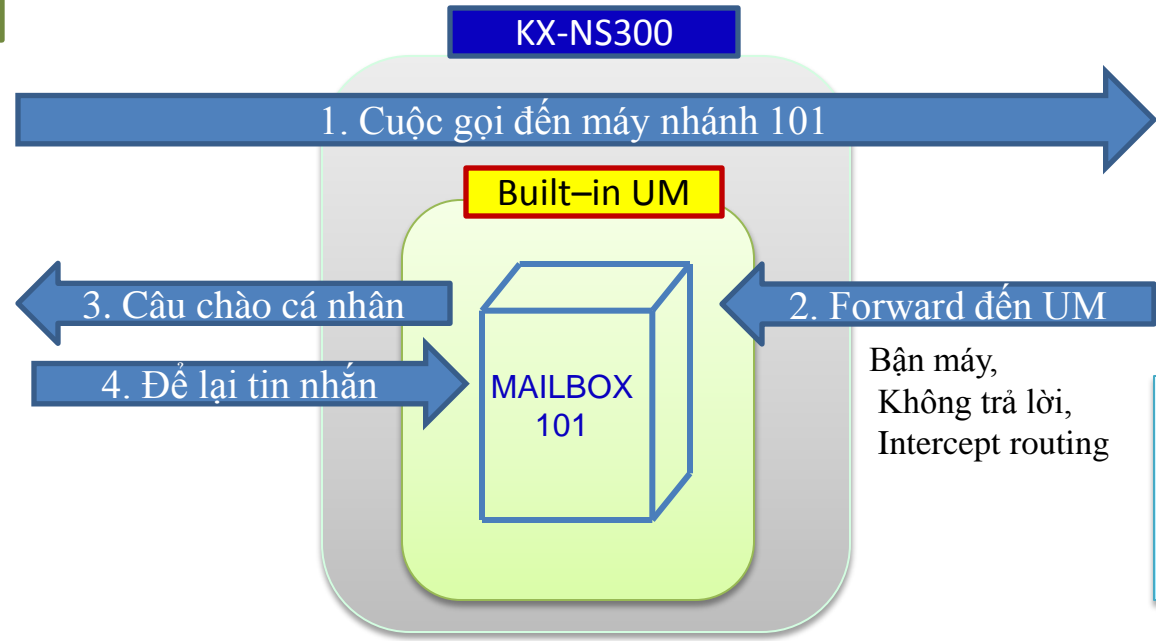 KX-NS300
1. Cuộc gọi đến máy nhánh 101
Built–in UM
3. Câu chào cá nhân
2. Forward đến UM
4. Để lại tin nhắn
MAILBOX
101
Bận máy,
Không trả lời,
Intercept routing